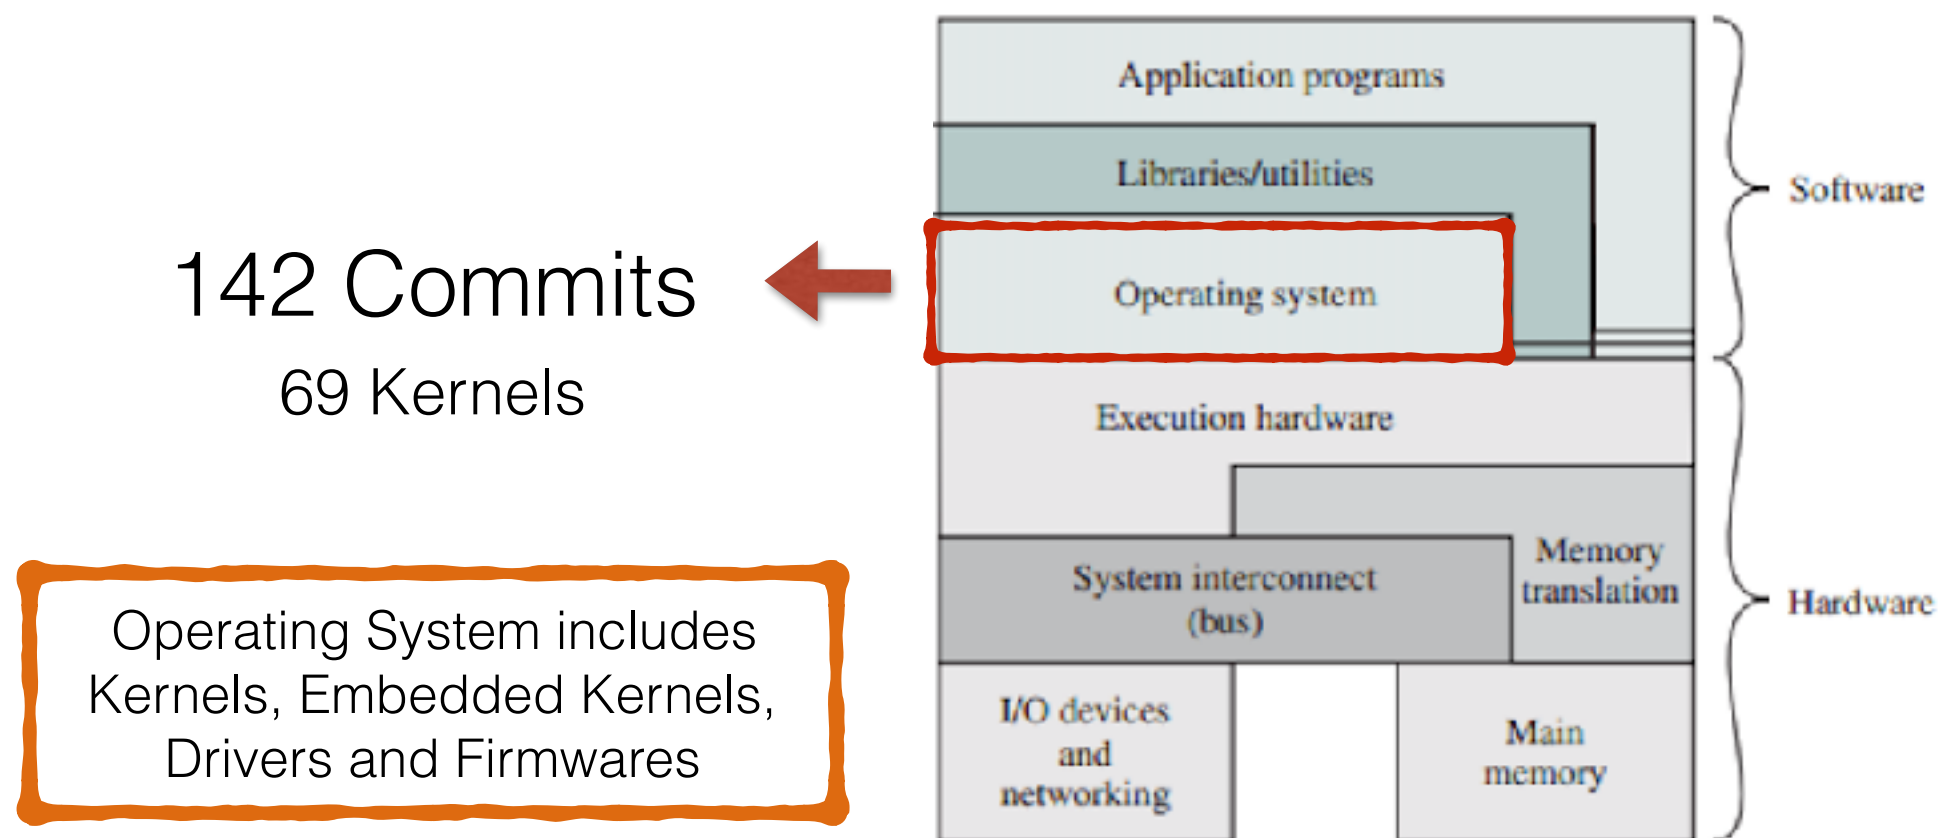 142 Commits
69 Kernels
Operating System includes
Kernels, Embedded Kernels,
Drivers and Firmwares
Application programs
Libraries/utilities
Operating system
Software
Execution hardware
Memory
translation
System interconnect
(bus)
Hardware
I/O devices
and
networking
Main
memory